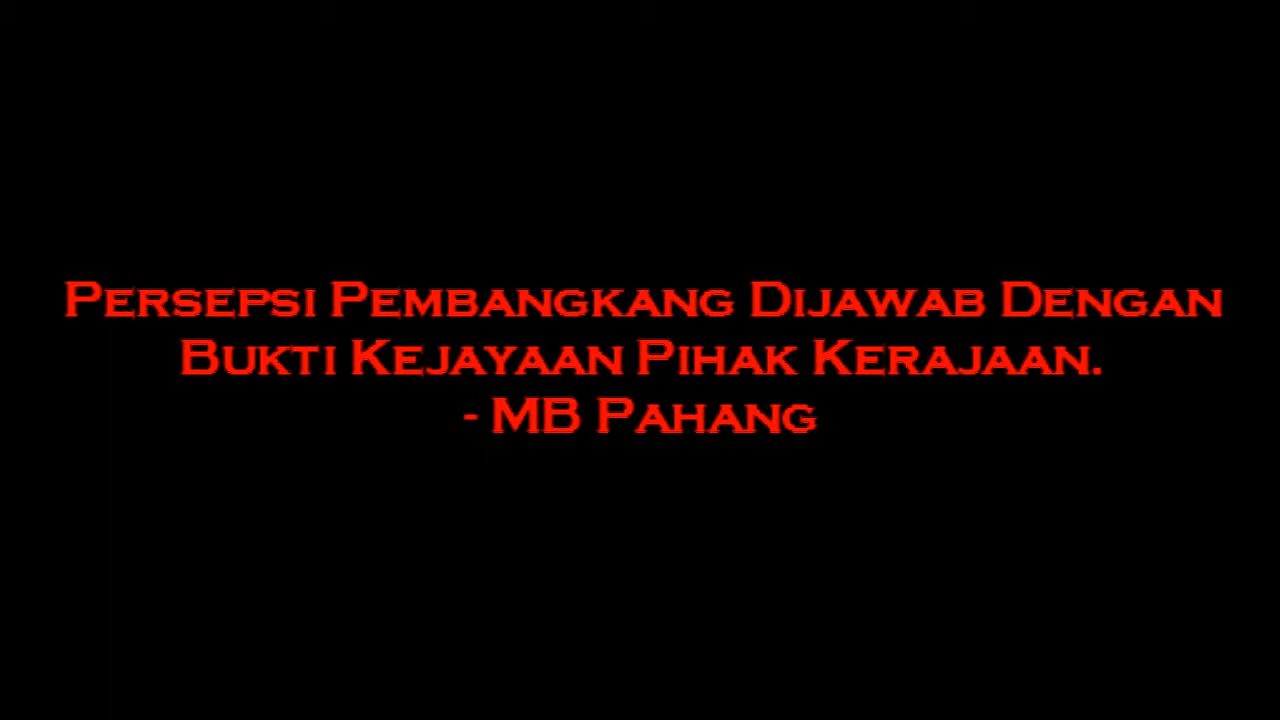 Persepsi Pembangkang Dijawab Dengan
Bukti Kejayaan Pihak Kerajaan.
- MB Pahang